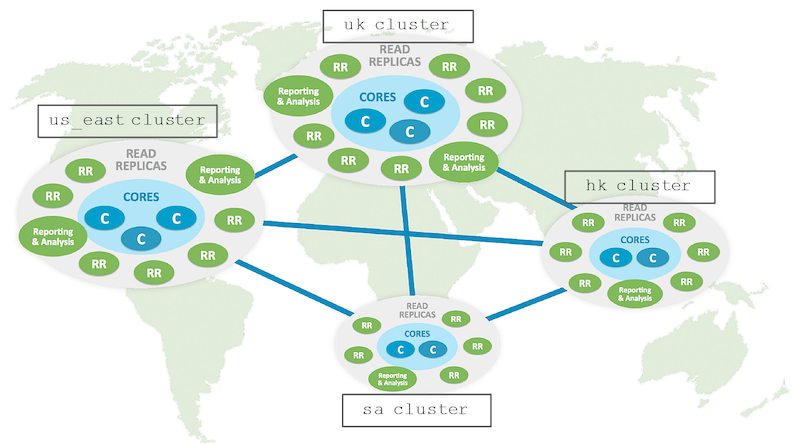 uk cluster
READ
REPLICAS
RR
RR
Reporting
& Analysis
RR
CORES
C
C
C
RR
RR
RR
RR
Reporting
& Analysis
us_east cluster
READ
REPLICAS
RR
Reporting
& Analysis
RR
CORES
C
C
C
RR
Reporting
& Analysis
RR
RR
RR
hk cluster
READ
REPLICAS
RR
RR
CORES
RR
C
C
RR
RR
RR
Reporting
& Analysis
READ
REPLICAS
RR
RR
CORES
RR
C
C
RR
Reporting
& Analysis
RR
sa cluster